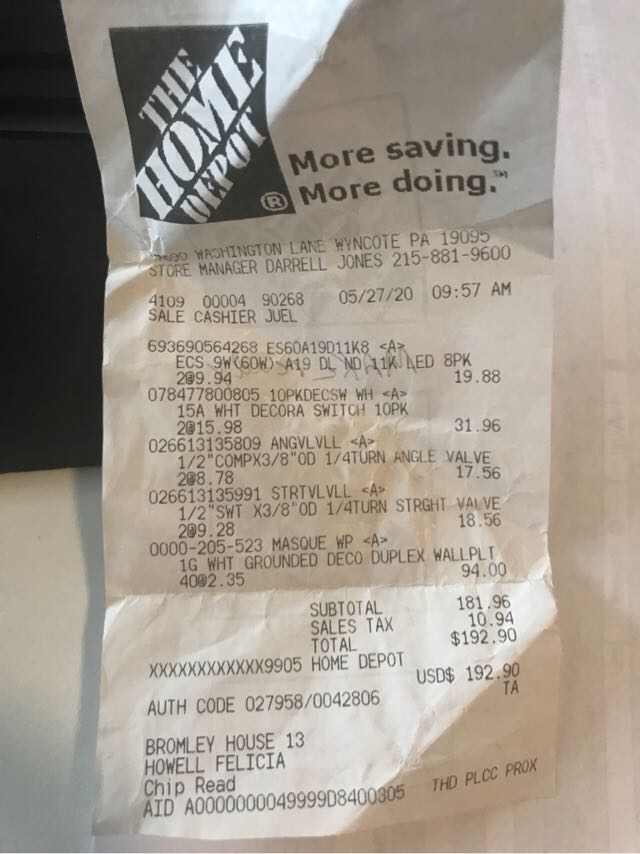 THE
HOME
DEPOT
®
More saving.
More doing.℠
WASHINGTON LANE WYNCOTE PA 19095
STORE MANAGER DARRELL JONES 215-881-9600
4109 00004 90268 05/27/20 09:57 AM
SALE CASHIER JUEL
693690564268 ES60A19D11K8 <A>
ECS 9W(60W) A19 DL ND 11K LED 8PK
2@9.94 19.88
078477800805 10PKDECSW WH <A>
15A WHT DECORA SWITCH 10PK
2@15.98 31.96
026613135809 ANGVLVLL <A>
1/2"COMPX3/8"OD 1/4TURN ANGLE VALVE
2@8.78 17.56
026613135991 STRTVLVLL <A>
1/2"SWT X3/8"OD 1/4TURN STRGHT VALVE
2@9.28 18.56
0000-205-523 MASQUE WP <A>
1G WHT GROUNDED DECO DUPLEX WALLPLT
40@2.35 94.00
SUBTOTAL 181.96
SALES TAX 10.94
TOTAL $192.90
XXXXXXXXXXXX9905 HOME DEPOT
USD$ 192.90
AUTH CODE 027958/0042806 TA
BROMLEY HOUSE 13
HOWELL FELICIA
Chip Read
AID A0000000049999D8400305 THD PLCC PROX